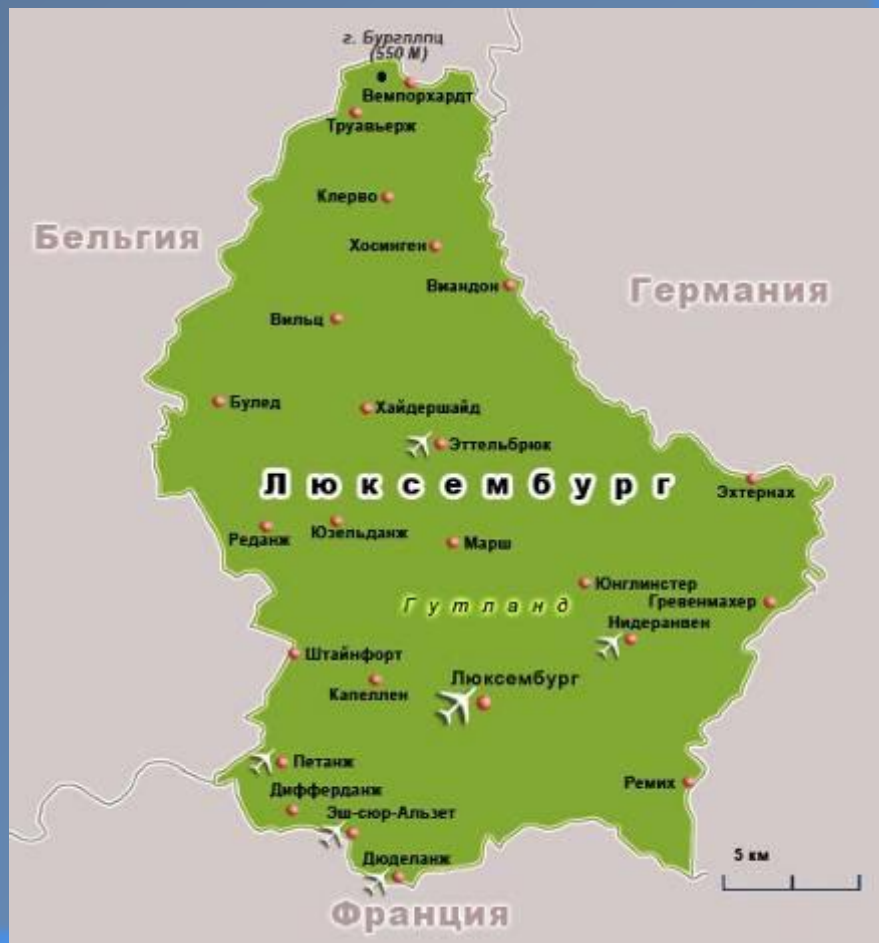 г. Бургплпц
(550 М)
Вемпорхардт
Труавьерж
Клерво
Бельгия
Хосинген
Виандон
Германия
Вильц
Булед
Хайдершайд
Эттельбрюк
Люксембург
Эхтернах
Реданж
Юзельданж
Марш
Юнглинстер
Гутланд
Гревенмахер
Нидеранвен
Штайнфорт
Люксембург
Капеллен
Петанж
Ремих
Дифферданж
Эш-сюр-Альзет
Дюделанж
5 км
Франция